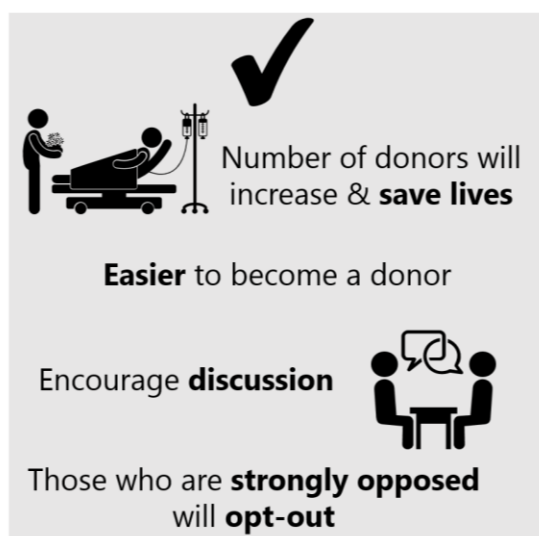 Number of donors will
increase & save lives
Easier to become a donor
Encourage discussion
Those who are strongly opposed
will opt-out